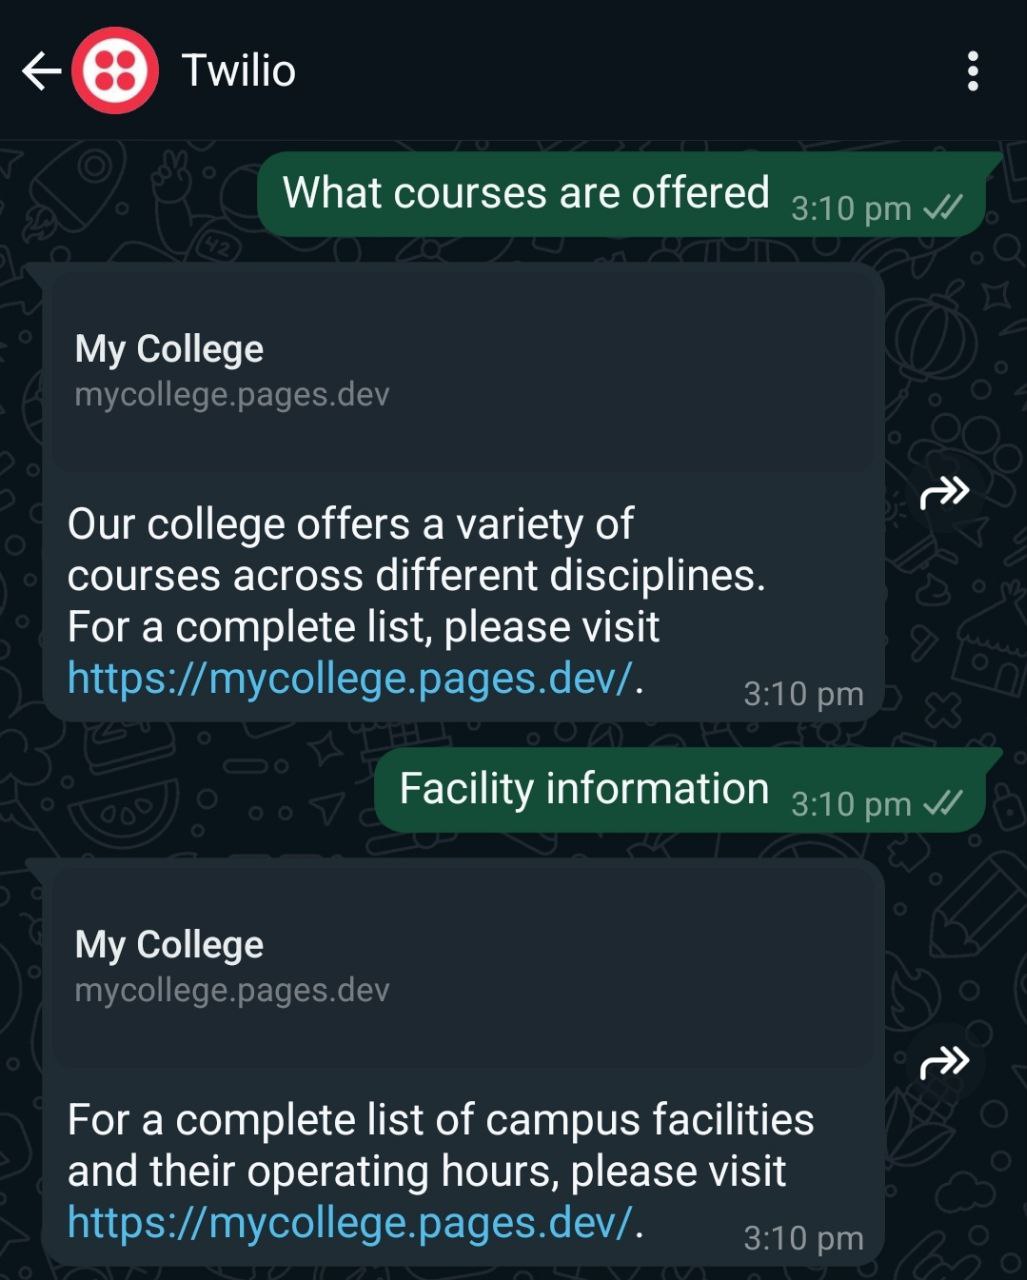 Twilio
What courses are offered 3:10 pm
My College
mycollege.pages.dev
Our college offers a variety of
courses across different disciplines.
For a complete list, please visit
https://mycollege.pages.dev/.
3:10 pm
Facility information 3:10 pm
My College
mycollege.pages.dev
For a complete list of campus facilities
and their operating hours, please visit
https://mycollege.pages.dev/.
3:10 pm